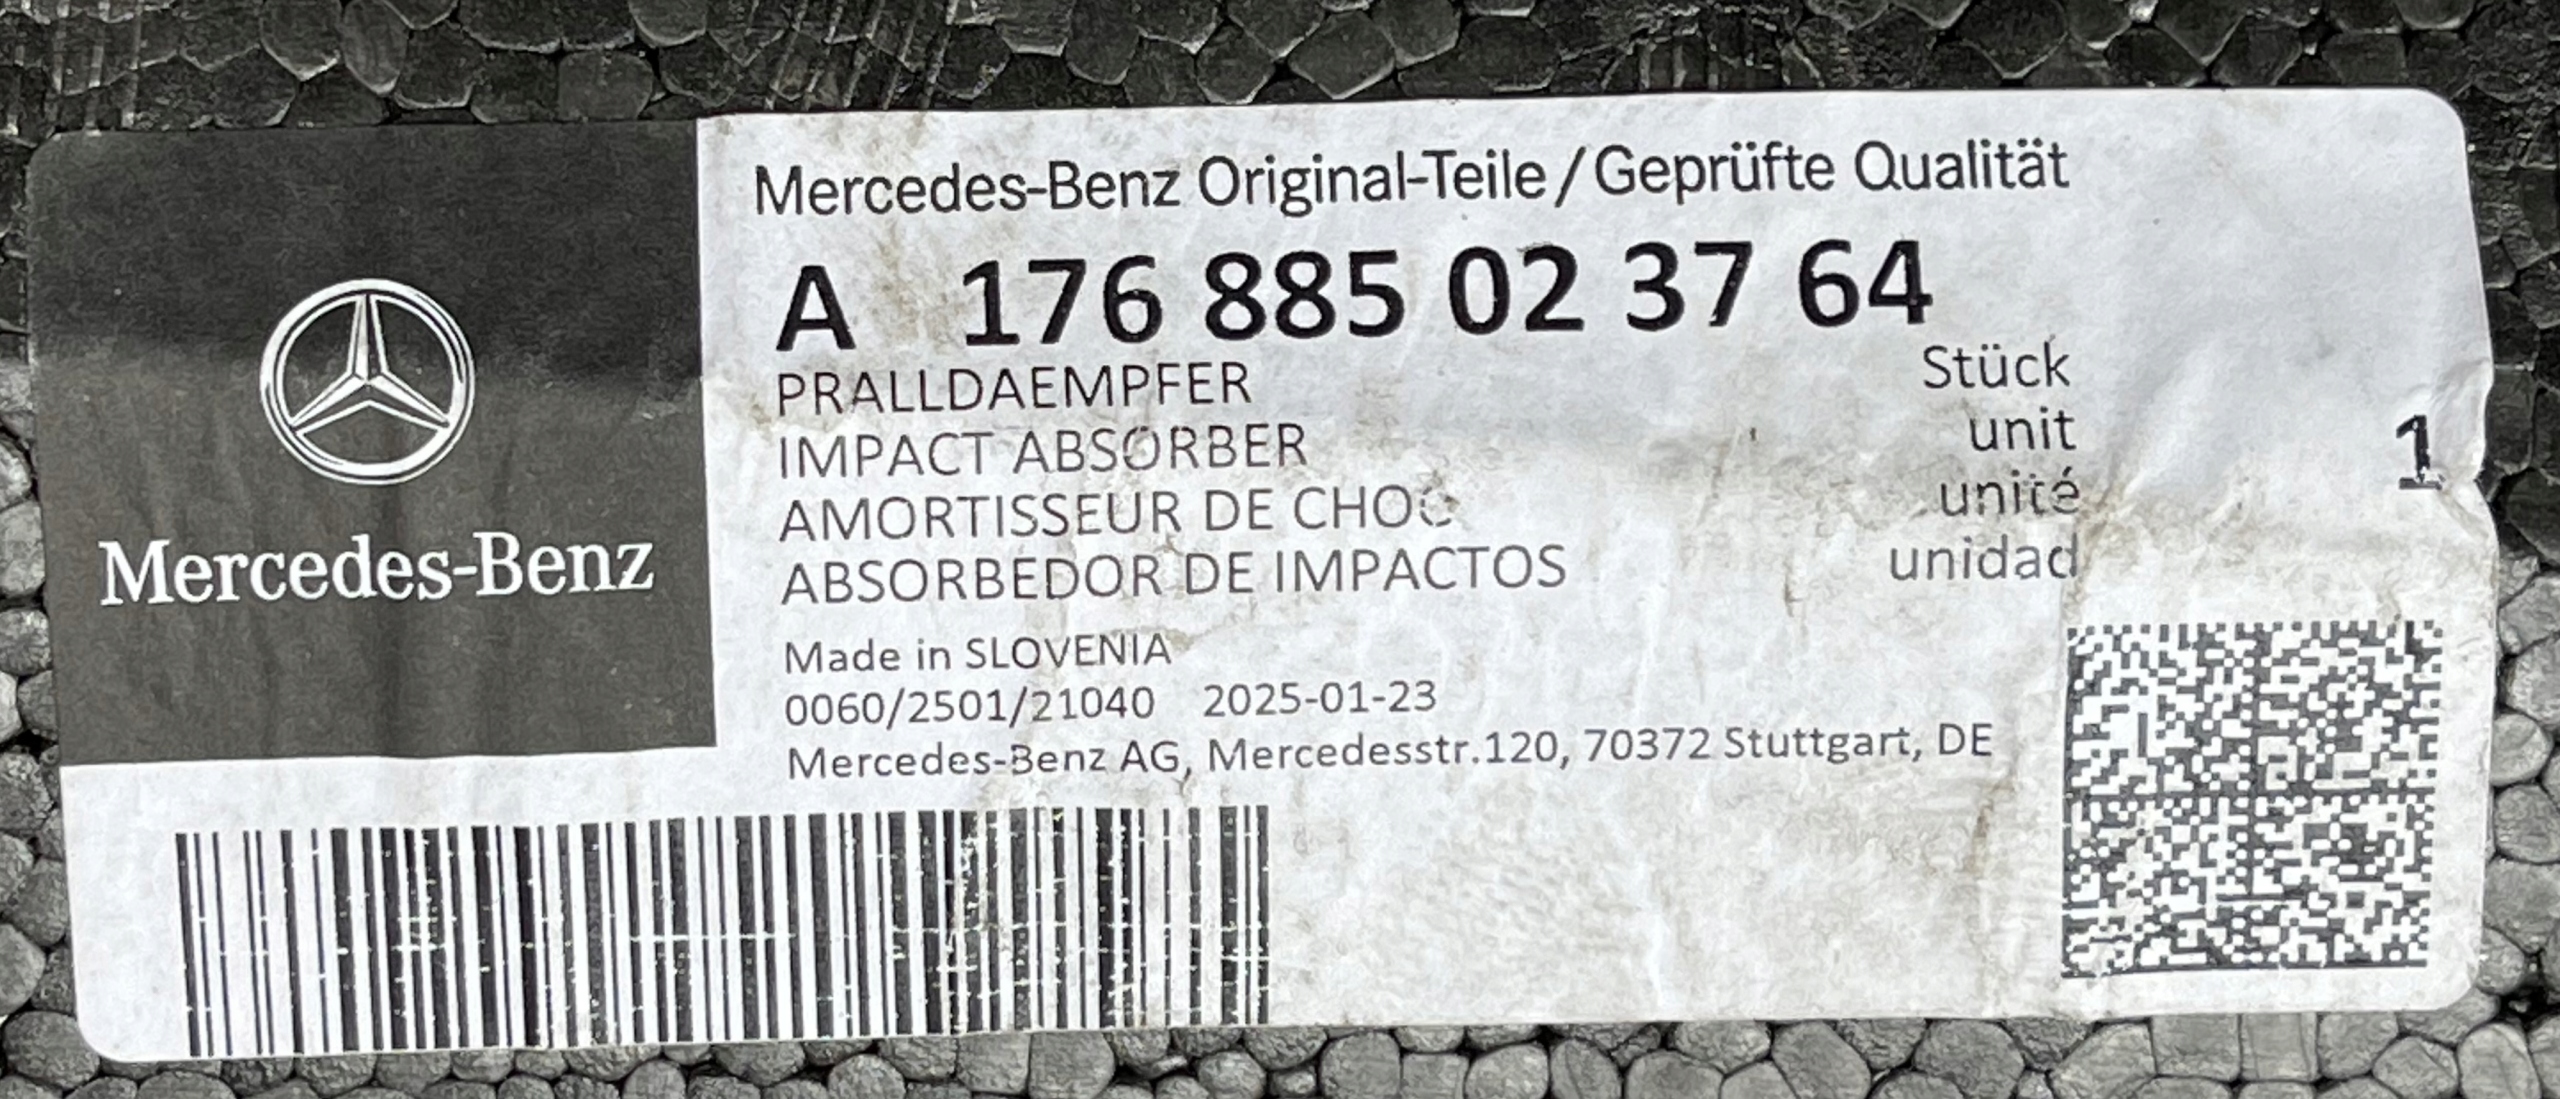 Mercedes-Benz
Mercedes-Benz Original-Teile/Geprüfte Qualität
A 176 885 02 37 64
PRALLDAEMPFER
IMPACT ABSORBER
AMORTISSEUR DE CHOC
ABSORBEDOR DE IMPACTOS
Stück
unit
unité
unidad
1
Made in SLOVENIA
0060/2501/21040 2025-01-23
Mercedes-Benz AG, Mercedesstr.120, 70372 Stuttgart, DE